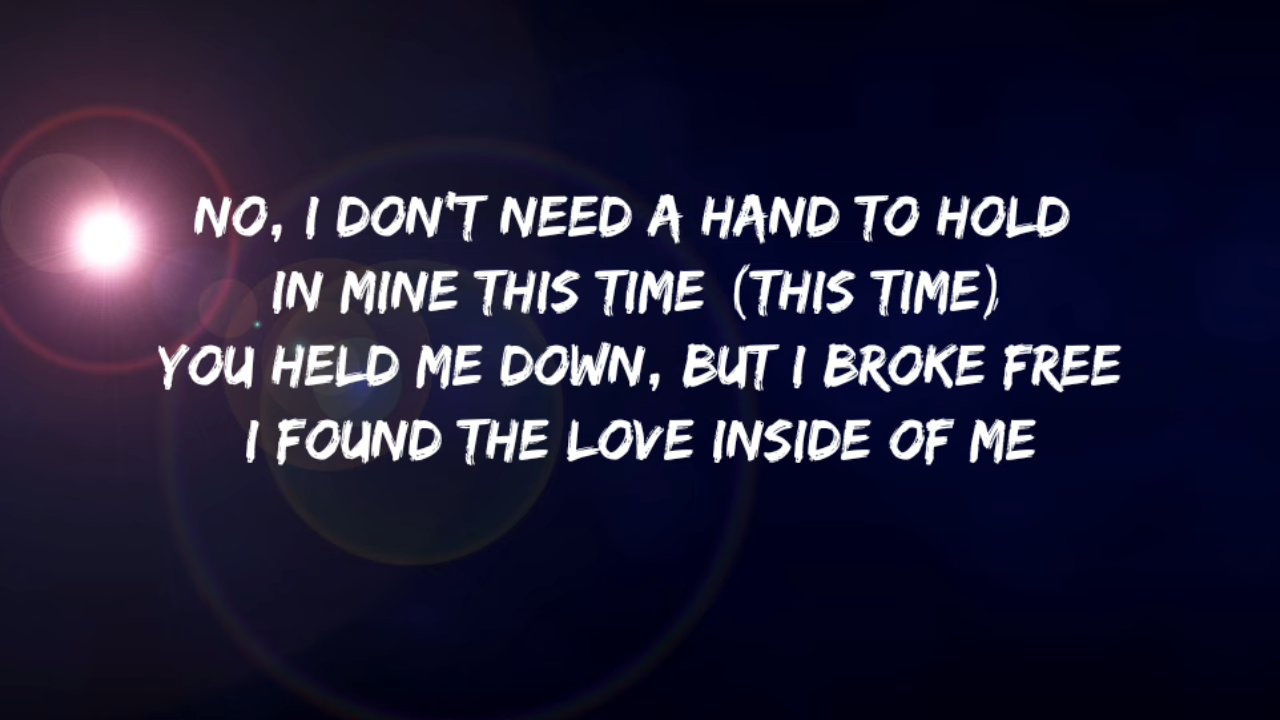 NO, I DON'T NEED A HAND TO HOLD
IN MINE THIS TIME (THIS TIME)
YOU HELD ME DOWN, BUT I BROKE FREE
I FOUND THE LOVE INSIDE OF ME